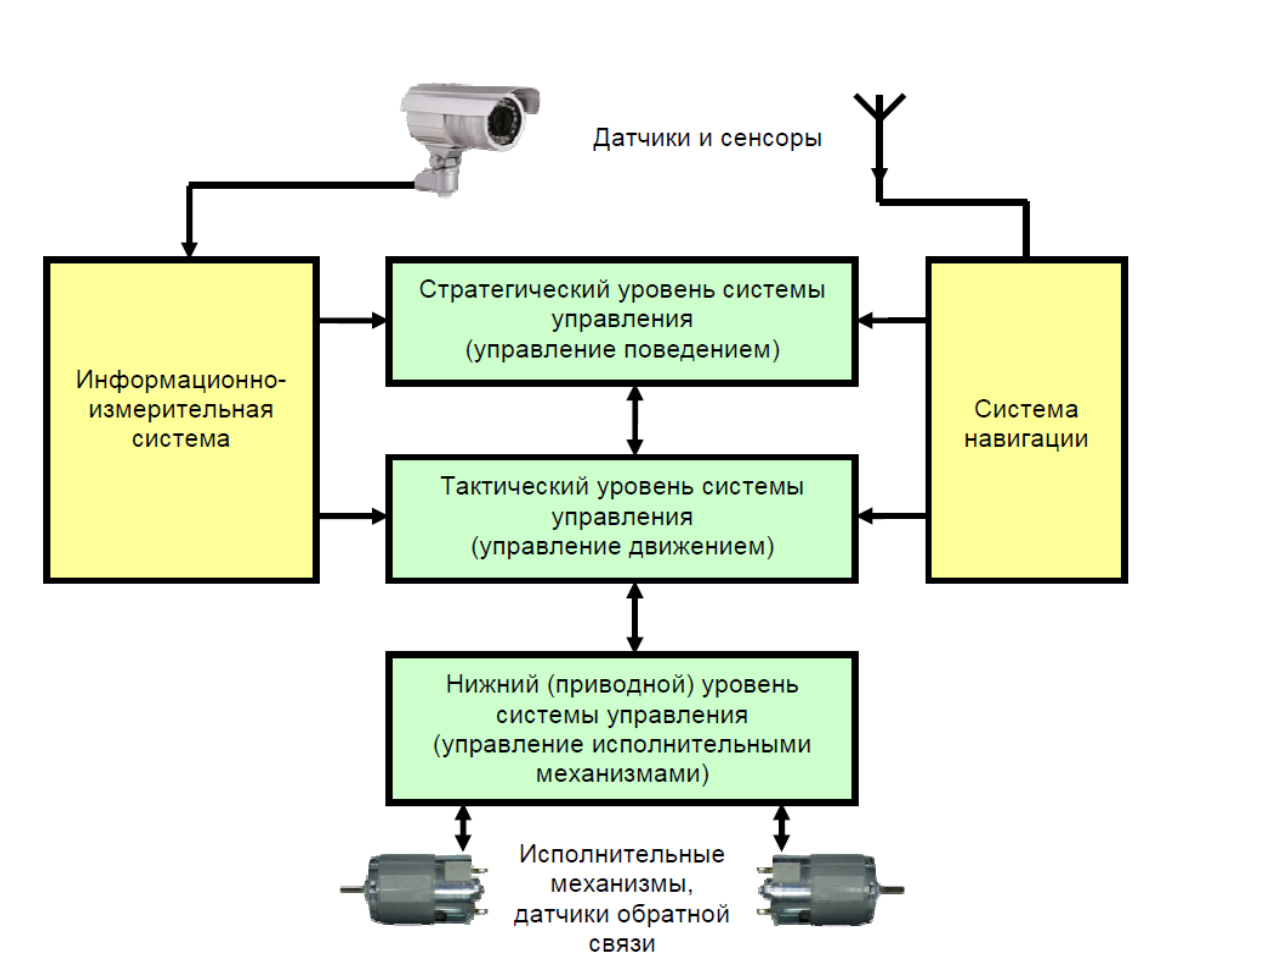 Датчики и сенсоры
Стратегический уровень системы
управления
(управление поведением)
Информационно-
измерительная
система
Система
навигации
Тактический уровень системы
управления
(управление движением)
Нижний (приводной) уровень
системы управления
(управление исполнительными
механизмами)
Исполнительные
механизмы,
датчики обратной
связи